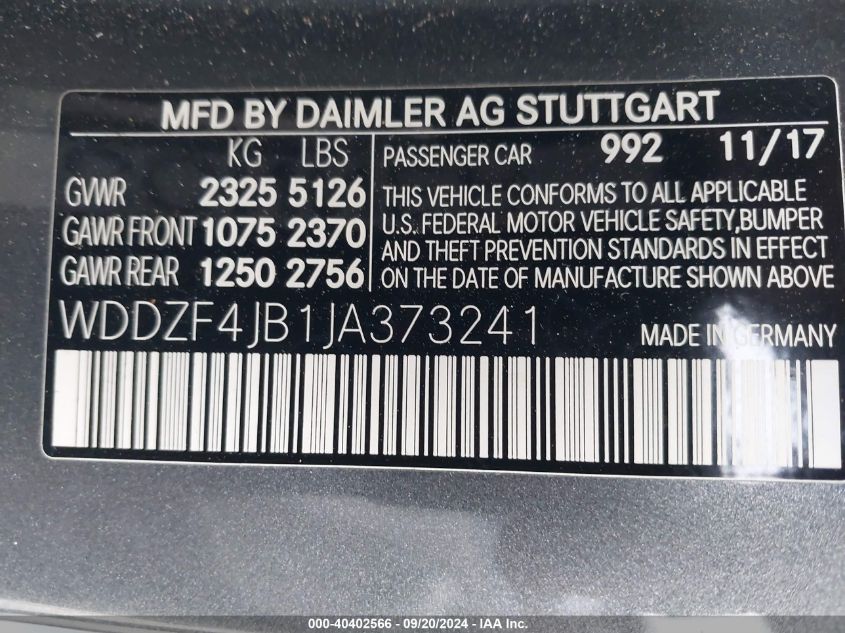 MFD BY DAIMLER AG STUTTGART
KG LBS
GVWR 2325 5126
GAWR FRONT 1075 2370
GAWR REAR 1250 2756
PASSENGER CAR 992 11/17
THIS VEHICLE CONFORMS TO ALL APPLICABLE
U.S. FEDERAL MOTOR VEHICLE SAFETY,BUMPER
AND THEFT PREVENTION STANDARDS IN EFFECT
ON THE DATE OF MANUFACTURE SHOWN ABOVE
WDDZF4JB1JA373241
MADE IN GERMANY
000-40402566 - 09/20/2024 - IAA Inc.